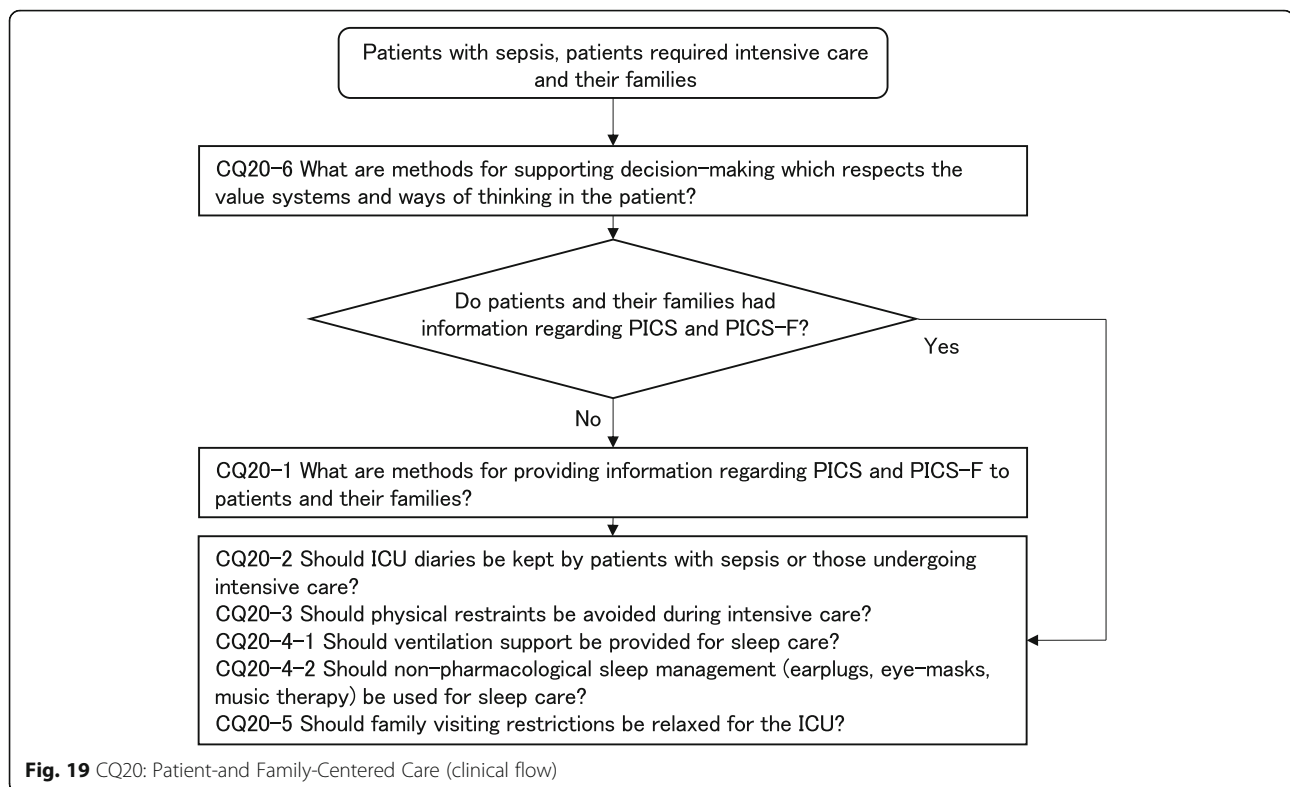 Patients with sepsis, patients required intensive care
and their families
CQ20-6 What are methods for supporting decision-making which respects the
value systems and ways of thinking in the patient?
Do patients and their families had
information regarding PICS and PICS-F?
Yes
No
CQ20-1 What are methods for providing information regarding PICS and PICS-F to
patients and their families?
CQ20-2 Should ICU diaries be kept by patients with sepsis or those undergoing
intensive care?
CQ20-3 Should physical restraints be avoided during intensive care?
CQ20-4-1 Should ventilation support be provided for sleep care?
CQ20-4-2 Should non-pharmacological sleep management (earplugs, eye-masks,
music therapy) be used for sleep care?
CQ20-5 Should family visiting restrictions be relaxed for the ICU?
Fig. 19 CQ20: Patient-and Family-Centered Care (clinical flow)